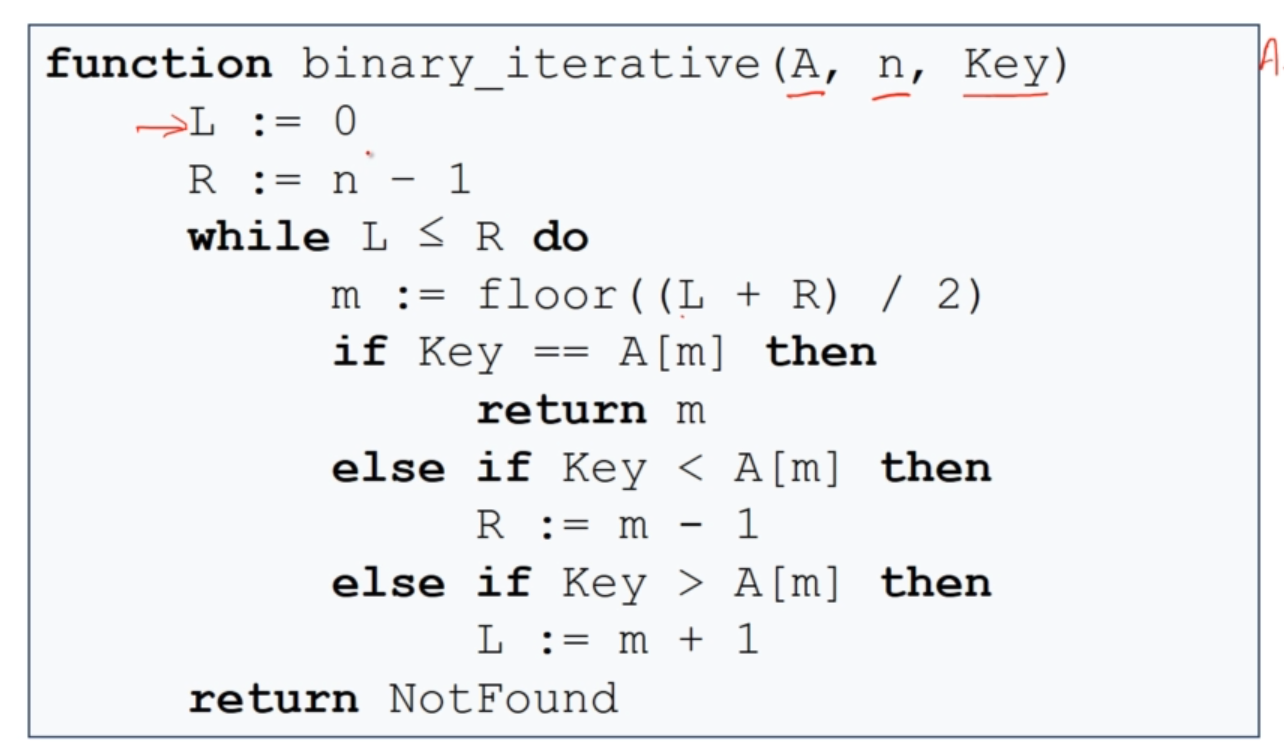 function binary_iterative(A, n, Key)
L := 0
R := n - 1
while L ≤ R do
m := floor((L + R) / 2)
if Key == A[m] then
return m
else if Key < A[m] then
R := m - 1
else if Key > A[m] then
L := m + 1
return NotFound